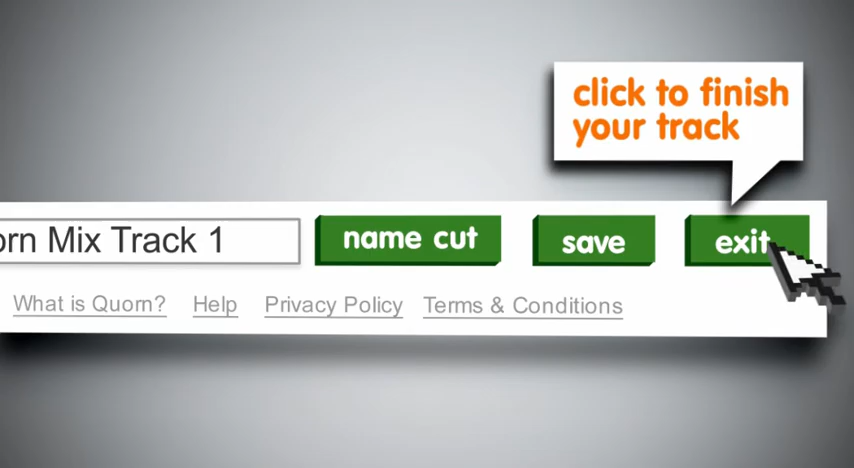 click to finish
your track
orn Mix Track 1
name cut
save
exit
What is Quorn?
Help
Privacy Policy
Terms & Conditions